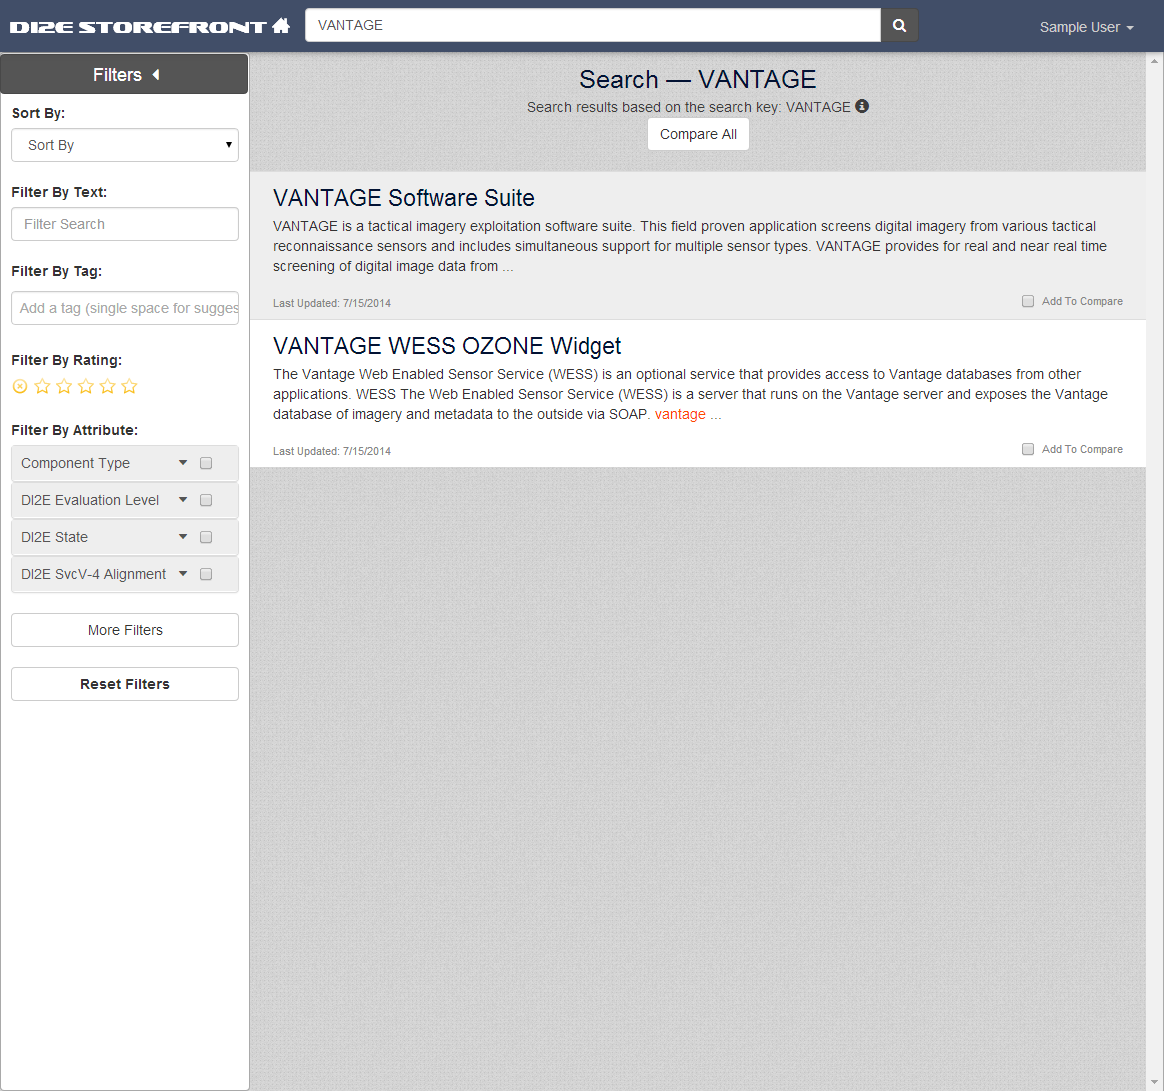 DI2E STOREFRONT
VANTAGE
Sample User
Filters
Sort By:
Sort By
Filter By Text:
Filter Search
Filter By Tag:
Add a tag (single space for sugges
Filter By Rating:
Filter By Attribute:
Component Type
DI2E Evaluation Level
DI2E State
DI2E SvcV-4 Alignment
More Filters
Reset Filters
Search — VANTAGE
Search results based on the search key: VANTAGE
Compare All
VANTAGE Software Suite
VANTAGE is a tactical imagery exploitation software suite. This field proven application screens digital imagery from various tactical
reconnaissance sensors and includes simultaneous support for multiple sensor types. VANTAGE provides for real and near real time
screening of digital image data from ...
Last Updated: 7/15/2014
Add To Compare
VANTAGE WESS OZONE Widget
The Vantage Web Enabled Sensor Service (WESS) is an optional service that provides access to Vantage databases from other
applications. WESS The Web Enabled Sensor Service (WESS) is a server that runs on the Vantage server and exposes the Vantage
database of imagery and metadata to the outside via SOAP. vantage ...
Last Updated: 7/15/2014
Add To Compare